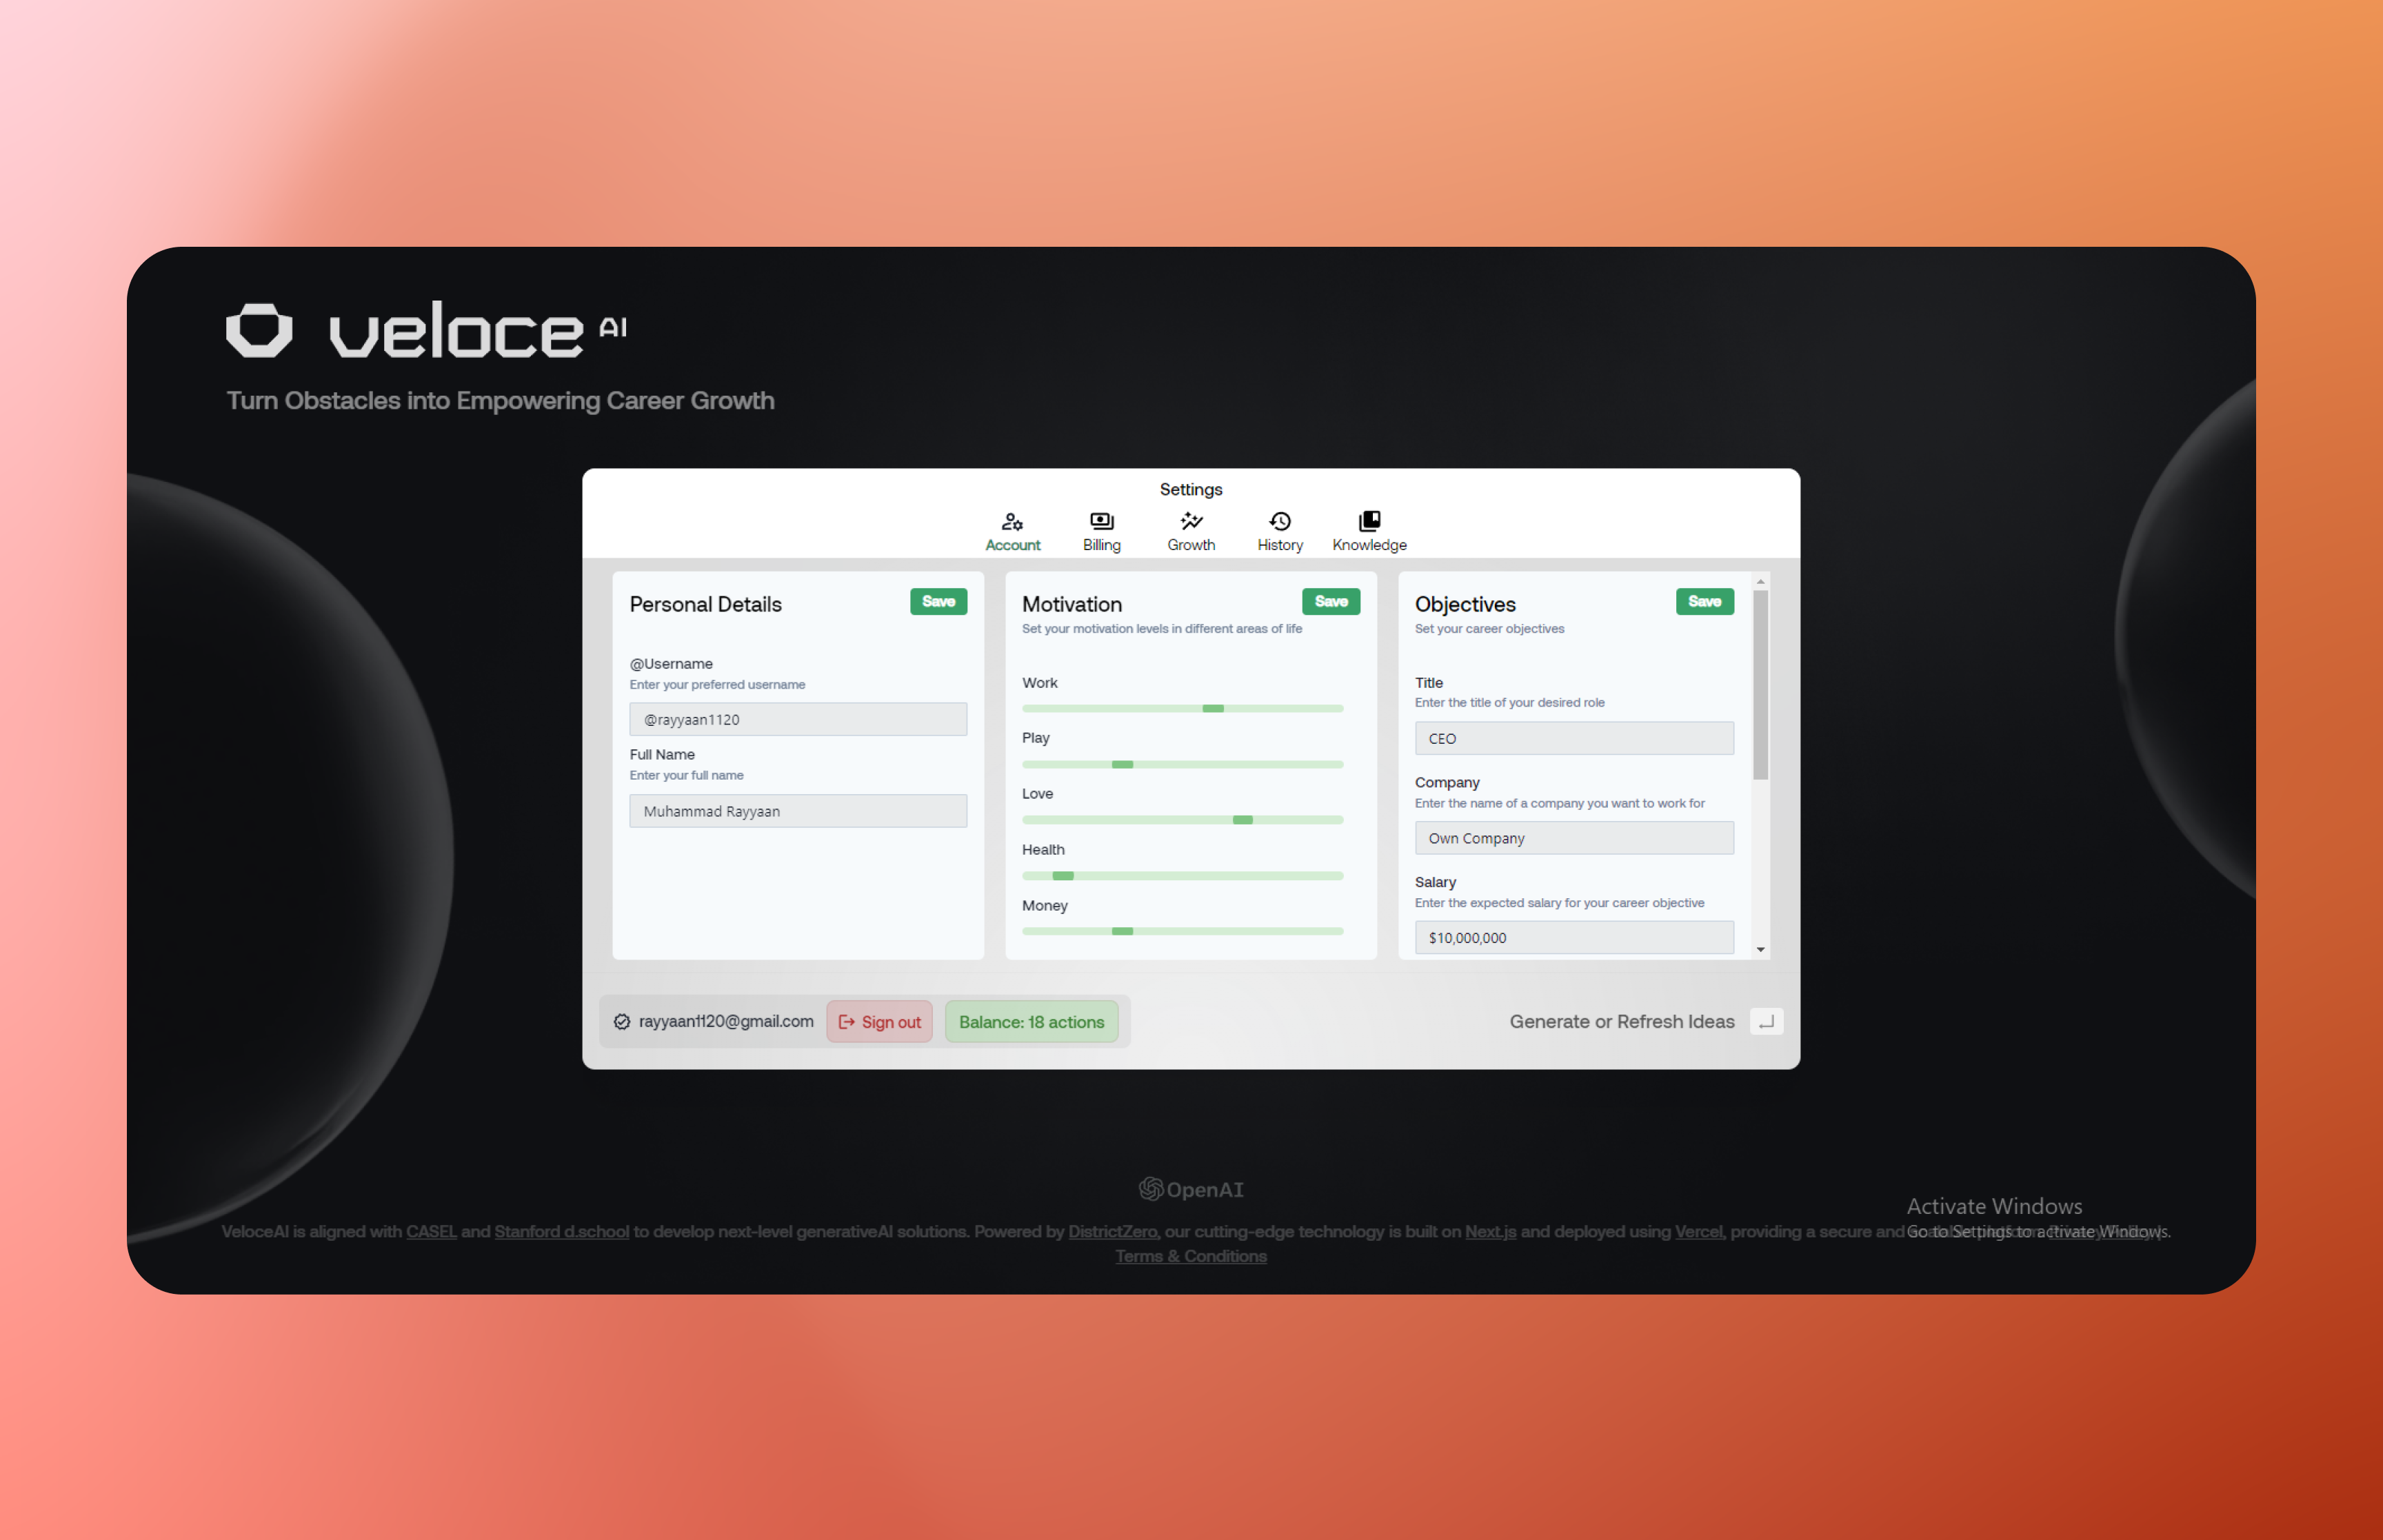 veloce AI
Turn Obstacles into Empowering Career Growth
Settings
Account
Billing
Growth
History
Knowledge
Personal Details
Save
@Username
Enter your preferred username
@rayyaan1120
Full Name
Enter your full name
Muhammad Rayyaan
Motivation
Save
Set your motivation levels in different areas of life
Work
Play
Love
Health
Money
Objectives
Save
Set your career objectives
Title
Enter the title of your desired role
CEO
Company
Enter the name of a company you want to work for
Own Company
Salary
Enter the expected salary for your career objective
$10,000,000
rayyaan1120@gmail.com
Sign out
Balance: 18 actions
Generate or Refresh Ideas
OpenAI
VeloceAI is aligned with CASEL and Stanford d.school to develop next-level generativeAI solutions. Powered by DistrictZero, our cutting-edge technology is built on Next.js and deployed using Vercel, providing a secure and
Terms & Conditions
Activate Windows
Go to Settings to activate Windows.